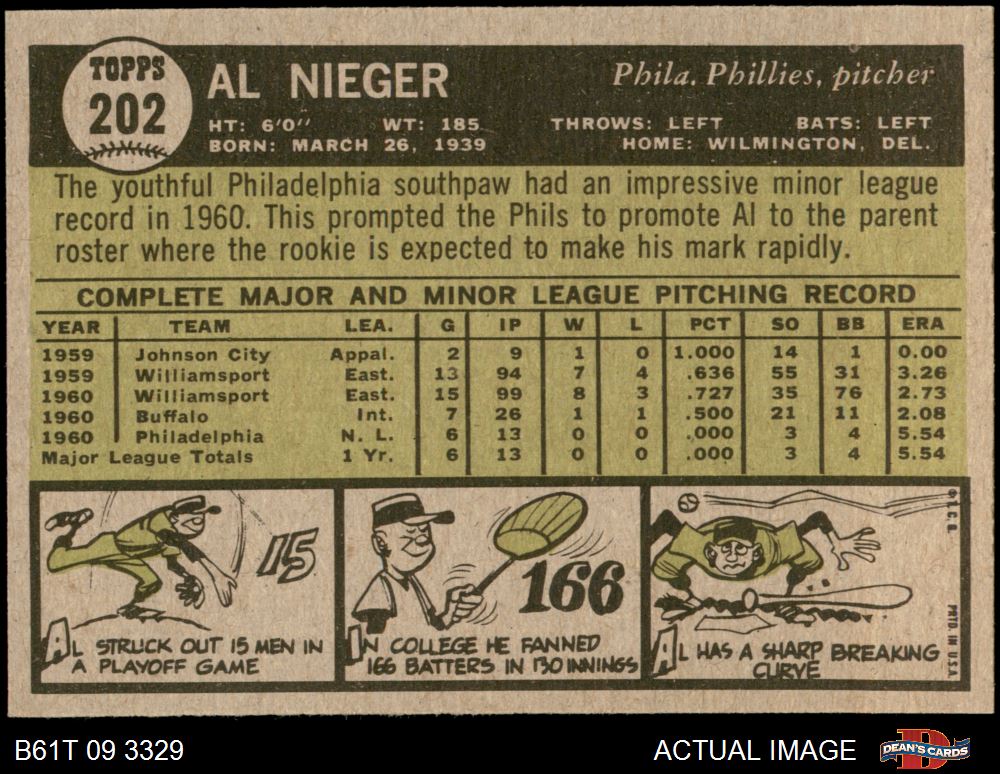 TOPPS
202
AL NIEGER
Phila. Phillies, pitcher
HT: 6'0" WT: 185 THROWS: LEFT BATS: LEFT
BORN: MARCH 26, 1939 HOME: WILMINGTON, DEL.
The youthful Philadelphia southpaw had an impressive minor league
record in 1960. This prompted the Phils to promote Al to the parent
roster where the rookie is expected to make his mark rapidly.
COMPLETE MAJOR AND MINOR LEAGUE PITCHING RECORD
YEAR TEAM LEA. G IP W L PCT SO BB ERA
1959 Johnson City Appal. 2 9 1 0 1.000 14 1 0.00
1959 Williamsport East. 13 94 7 4 .636 55 31 3.26
1960 Williamsport East. 15 99 8 3 .727 35 76 2.73
1960 Buffalo Int. 7 26 1 1 .500 21 11 2.08
1960 Philadelphia N. L. 6 13 0 0 .000 3 4 5.54
Major League Totals 1 Yr. 6 13 0 0 .000 3 4 5.54
15
AL STRUCK OUT 15 MEN IN
A PLAYOFF GAME
166
IN COLLEGE HE FANNED
166 BATTERS IN 130 INNINGS
AL HAS A SHARP BREAKING
CURVE
© T.C.G.
PRTD. IN U.S.A.
B61T 09 3329
ACTUAL IMAGE
DEAN'S CARDS